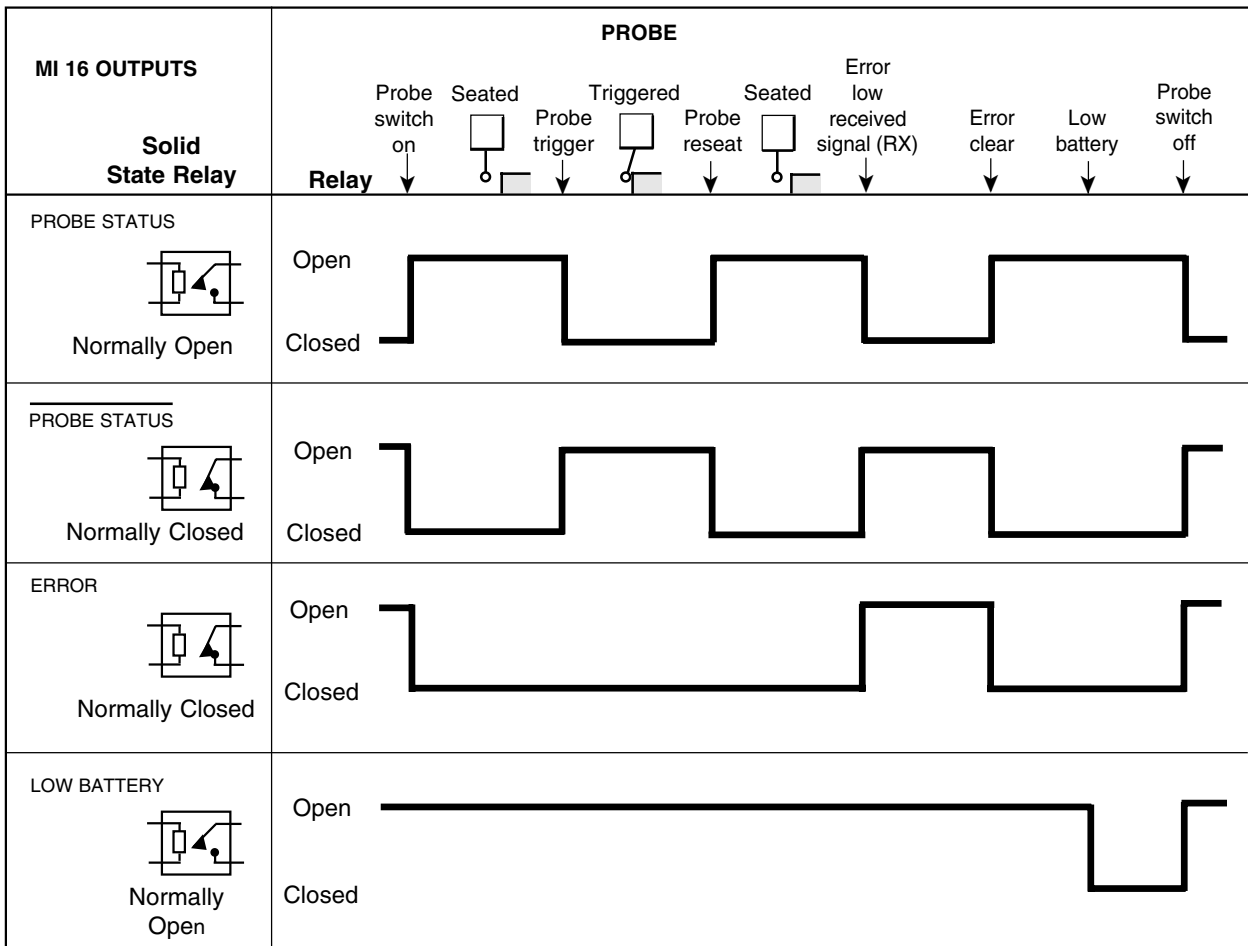 PROBE
MI 16 OUTPUTS
Solid
State Relay
Relay
Probe
switch
on
Seated
Probe
trigger
Triggered
Probe
reseat
Seated
Error
low
received
signal (RX)
Error
clear
Low
battery
Probe
switch
off
PROBE STATUS
Normally Open
Open
Closed
PROBE STATUS
Normally Closed
Open
Closed
ERROR
Normally Closed
Open
Closed
LOW BATTERY
Normally
Open
Open
Closed